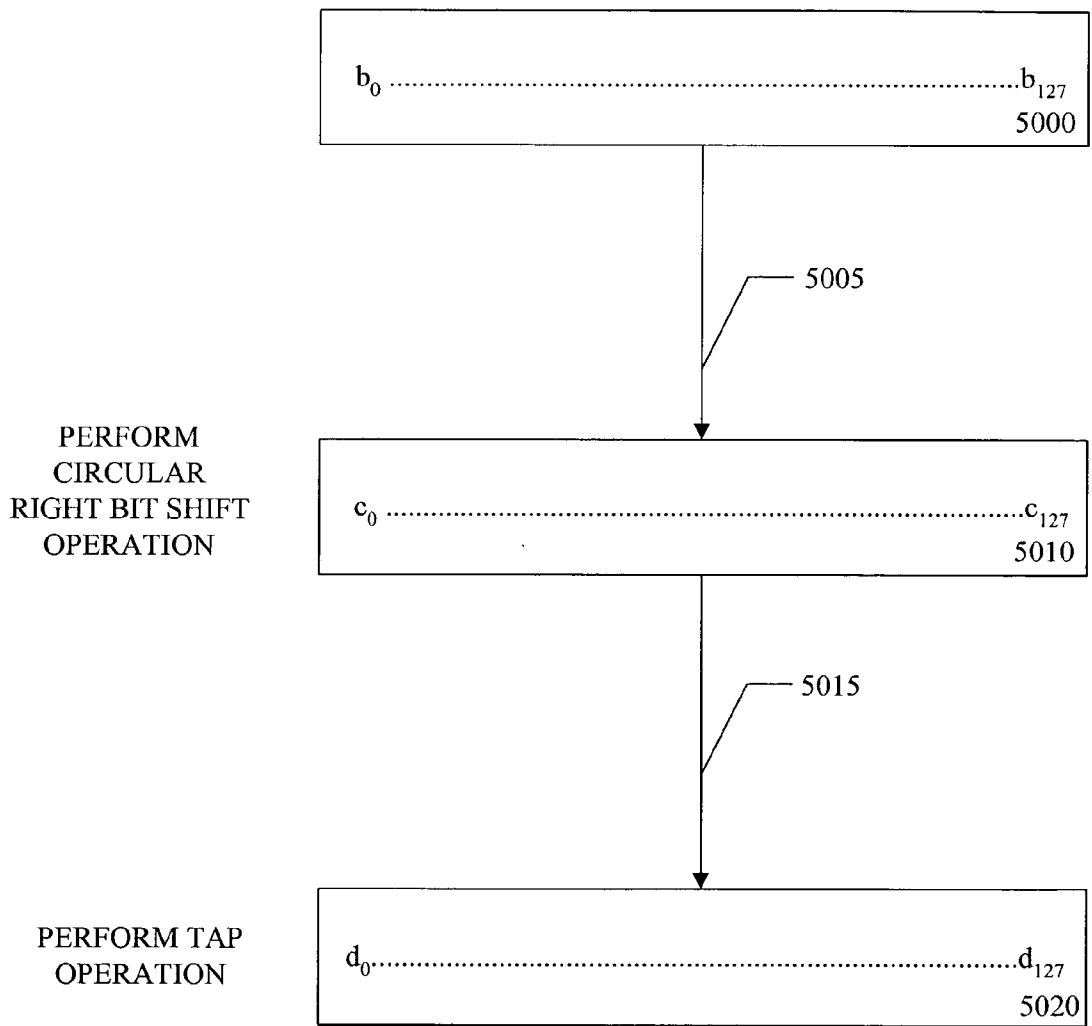 b₀ ........ b₁₂₇
5000
5005
PERFORM
CIRCULAR
RIGHT BIT SHIFT
OPERATION
c₀ ........ c₁₂₇
5010
5015
PERFORM TAP
OPERATION
d₀ ........ d₁₂₇
5020